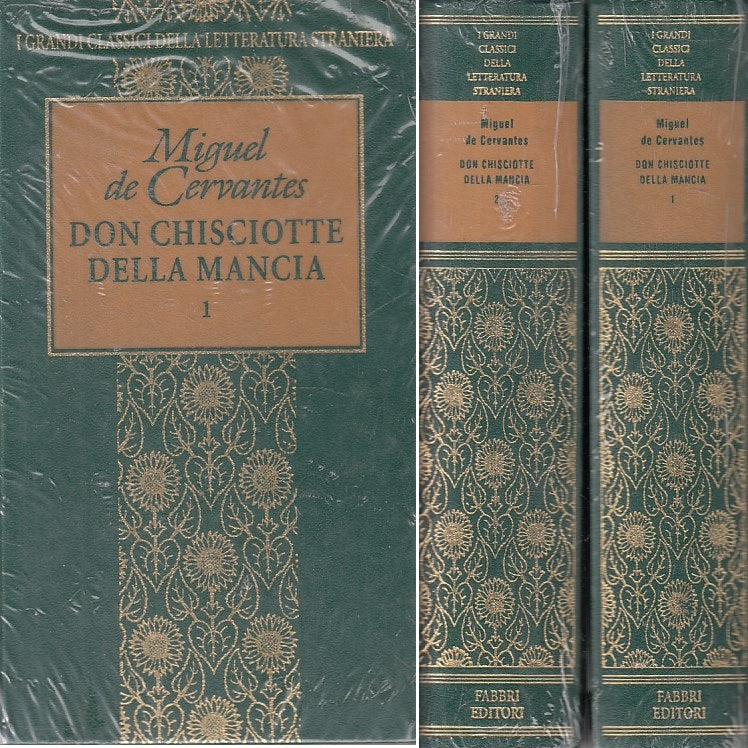 I GRANDI CLASSICI DELLA LETTERATURA STRANIERA
Miguel
de Cervantes
DON CHISCIOTTE
DELLA MANCIA
1
I GRANDI
CLASSICI
DELLA
LETTERATURA
STRANIERA
Miguel
de Cervantes
DON CHISCIOTTE
DELLA MANCIA
2
FABBRI
EDITORI
I GRANDI
CLASSICI
DELLA
LETTERATURA
STRANIERA
Miguel
de Cervantes
DON CHISCIOTTE
DELLA MANCIA
1
FABBRI
EDITORI